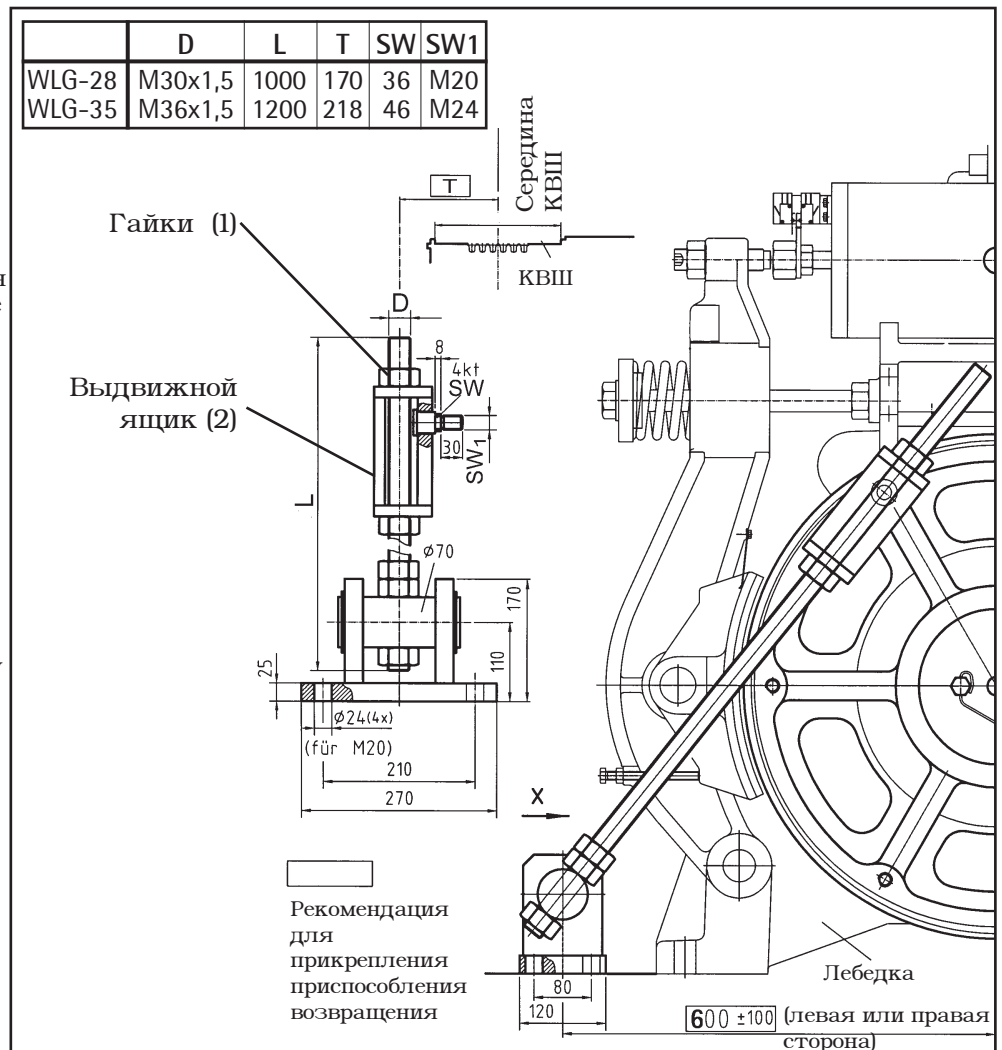 D L T SW SW1
WLG-28 M30x1,5 1000 170 36 M20
WLG-35 M36x1,5 1200 218 46 M24
Середина
КВШ
T
Гайки (1)
КВШ
D
8
4kt
SW
Выдвижной
ящик (2)
30
SW1
L
ø70
170
110
25
ø24(4x)
(für M20)
210
270
X
Рекомендация
для
прикрепления
приспособления
возвращения
Лебедка
80
120
600 ±100 (левая или правая
сторона)